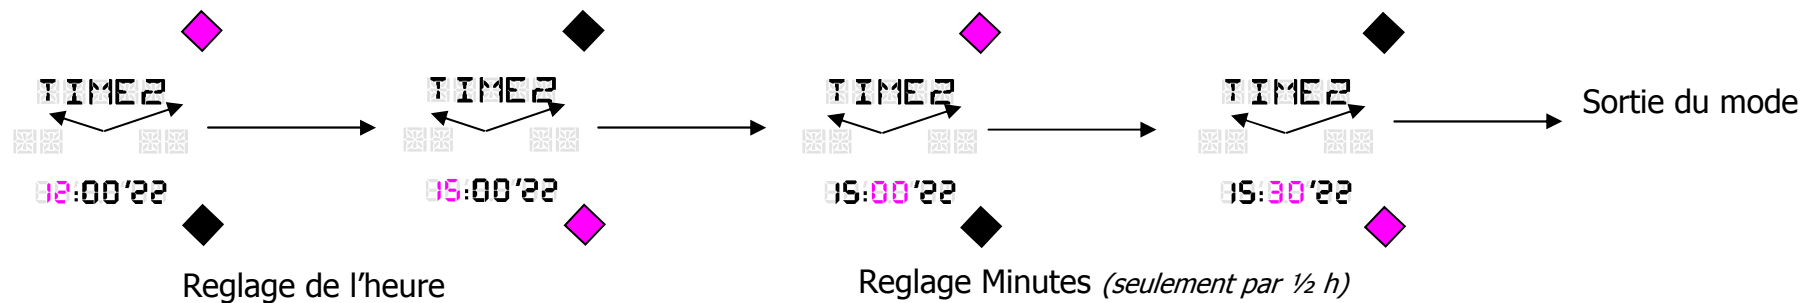 TIME2
12:00'22
TIME2
15:00'22
Reglage de l'heure
TIME2
15:00'22
TIME2
15:30'22
Reglage Minutes (seulement par ½ h)
Sortie du mode